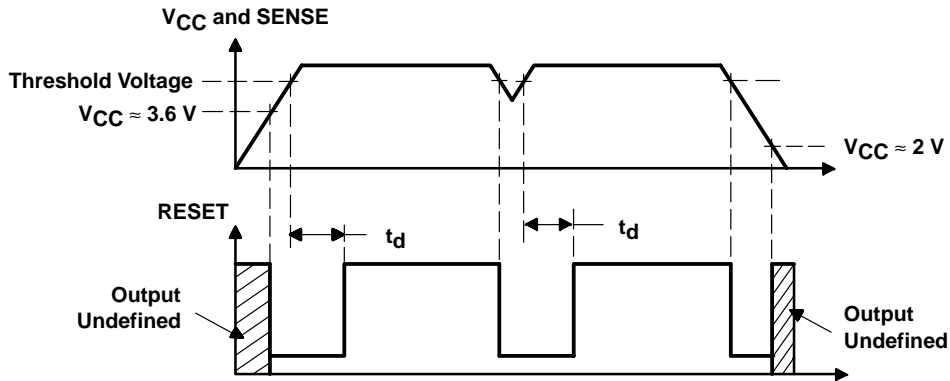 VCC and SENSE
Threshold Voltage
VCC ≈ 3.6 V
VCC ≈ 2 V
RESET
td
td
Output
Undefined
Output
Undefined